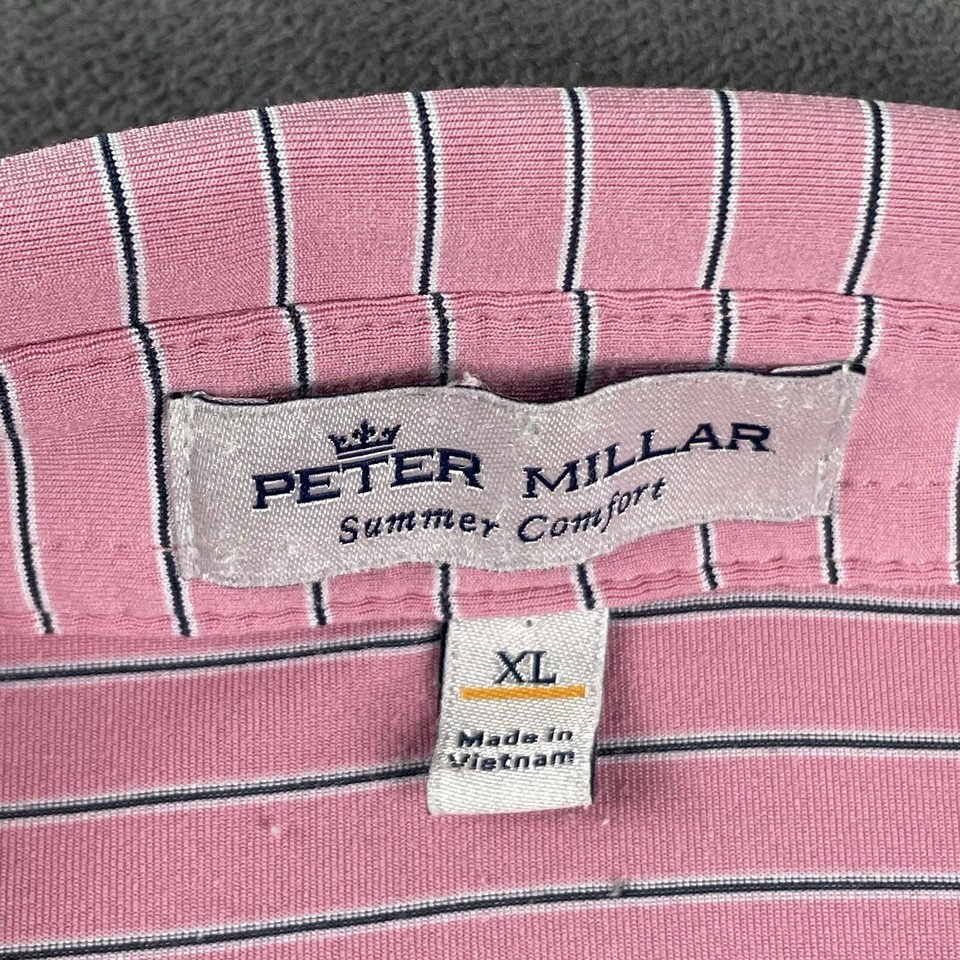 PETER MILLAR
Summer Comfort
XL
Made in
Vietnam